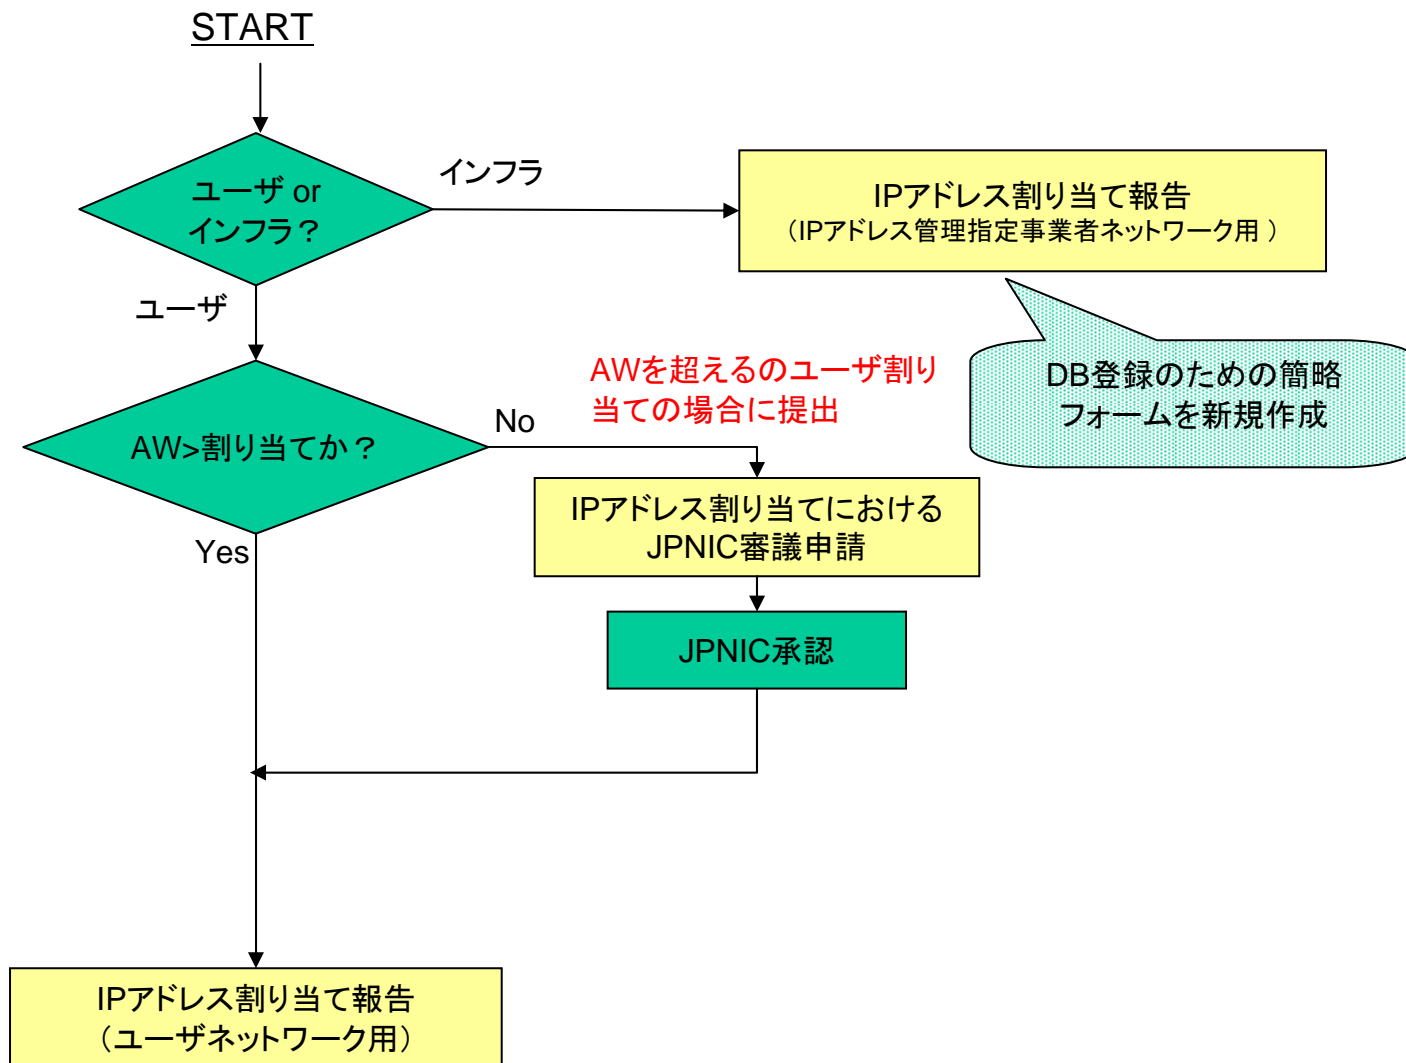 START
ユーザ or
インフラ？
インフラ
IPアドレス割り当て報告
（IPアドレス管理指定事業者ネットワーク用 ）
ユーザ
DB登録のための簡略
フォームを新規作成
AWを超えるのユーザ割り
当ての場合に提出
AW>割り当てか？
No
IPアドレス割り当てにおける
JPNIC審議申請
Yes
JPNIC承認
IPアドレス割り当て報告
（ユーザネットワーク用）